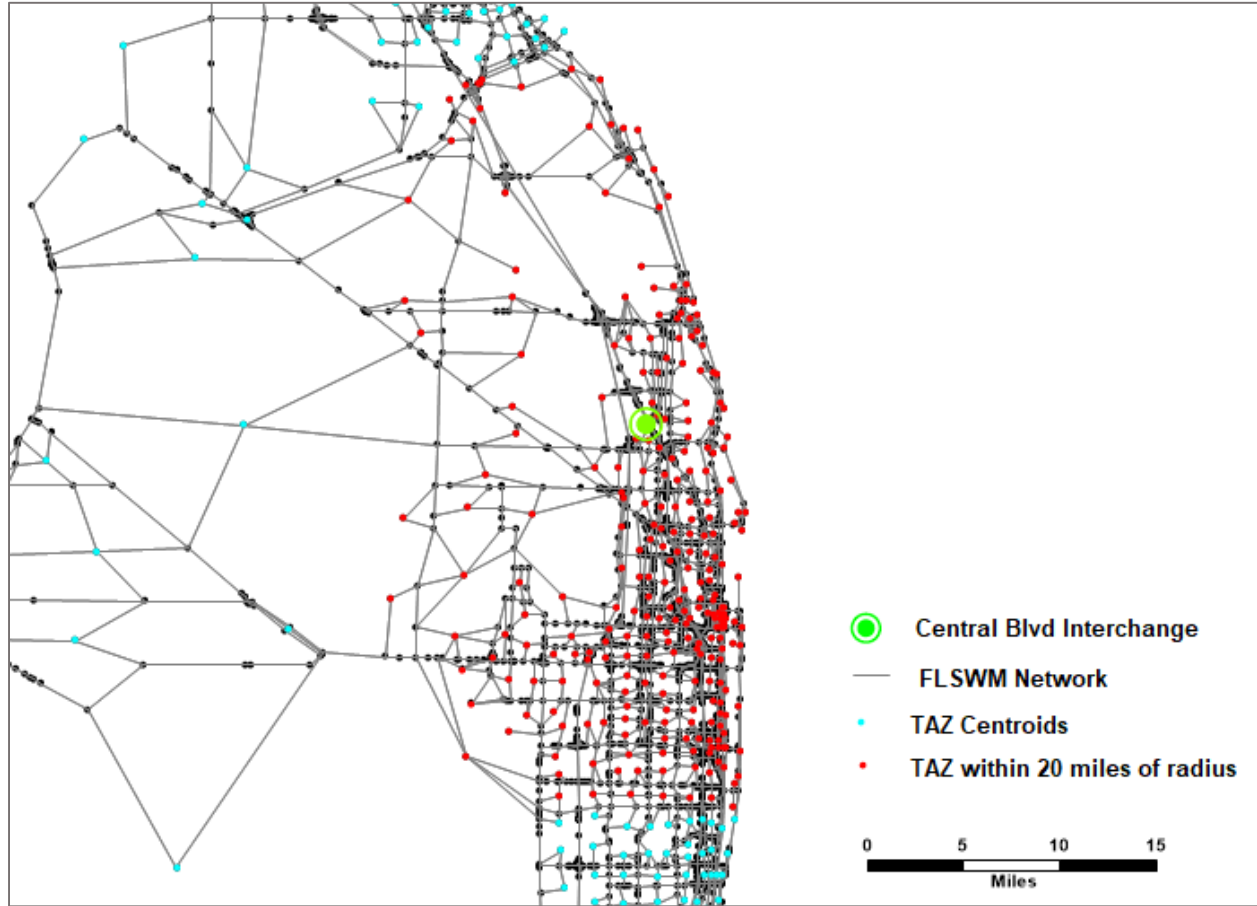 Central Blvd Interchange
FLSWM Network
TAZ Centroids
TAZ within 20 miles of radius
0 5 10 15
Miles